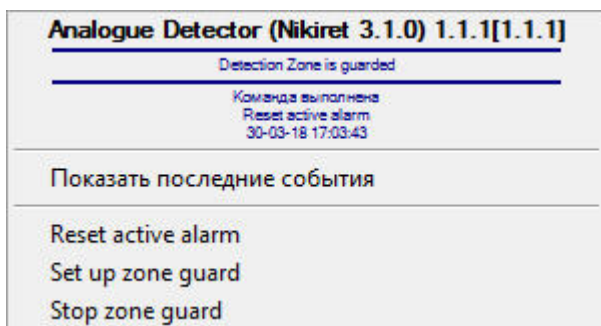 Analogue Detector (Nikiret 3.1.0) 1.1.1[1.1.1]
Detection Zone is guarded
Команда выполнена
Reset active alarm
30-03-18 17:03:43
Показать последние события
Reset active alarm
Set up zone guard
Stop zone guard